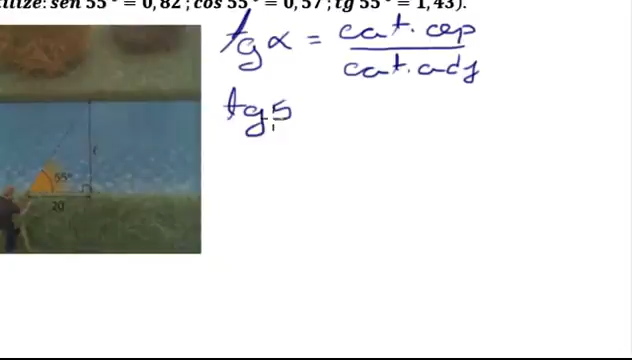 ilize: sen 55° = 0,82 ; cos 55° = 0,57 ; tg 55° = 1,43).
tg α = cat. op / cat. adj
tg 5
55°
20